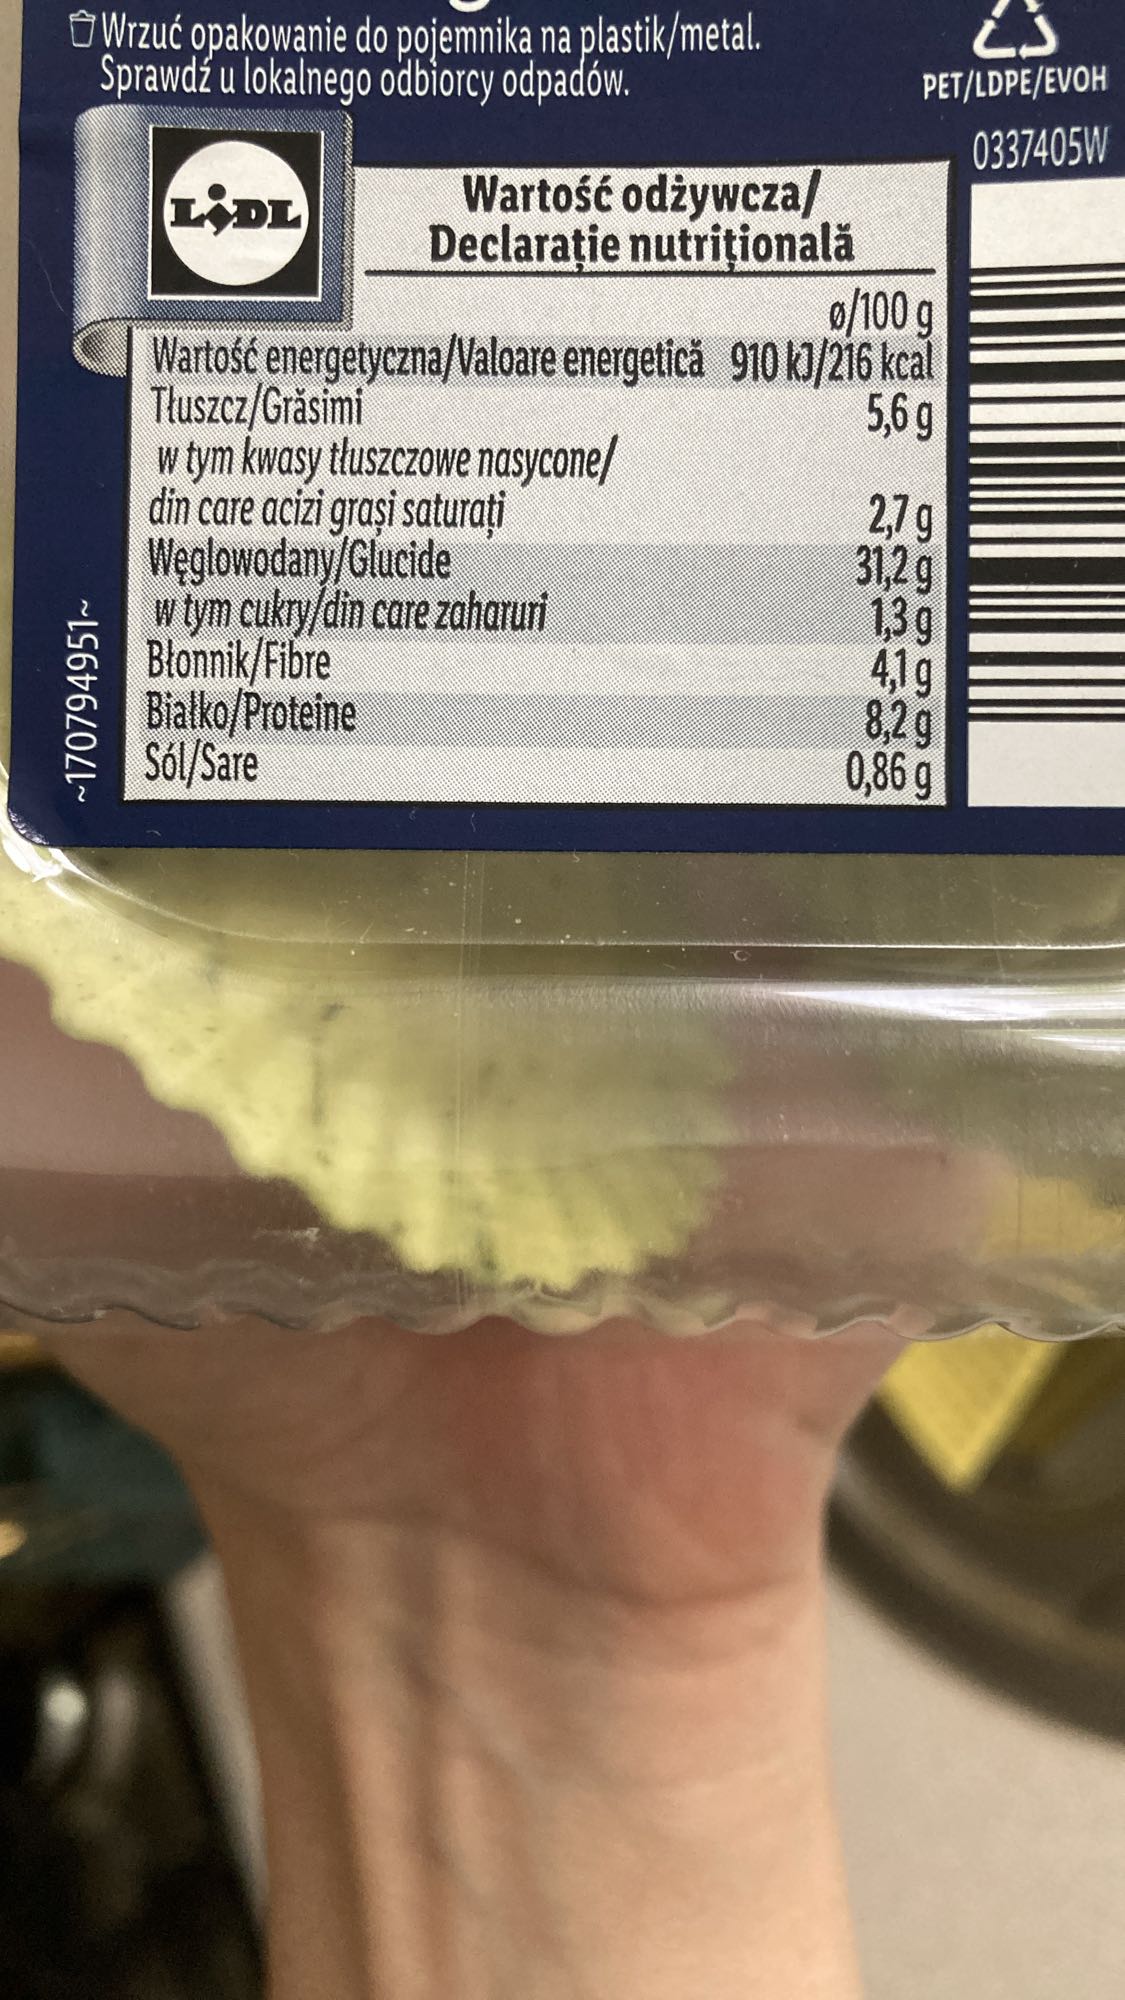 Wrzuć opakowanie do pojemnika na plastik/metal.
Sprawdź u lokalnego odbiorcy odpadów.
PET/LDPE/EVOH
0337405W
LIDL
Wartość odżywcza/
Declarație nutrițională
ø/100 g
Wartość energetyczna/Valoare energetică 910 kJ/216 kcal
Tłuszcz/Grăsimi 5,6 g
w tym kwasy tłuszczowe nasycone/
din care acizi grași saturați 2,7 g
Węglowodany/Glucide 31,2 g
w tym cukry/din care zaharuri 1,3 g
Błonnik/Fibre 4,1 g
Białko/Proteine 8,2 g
Sól/Sare 0,86 g
~170794951~